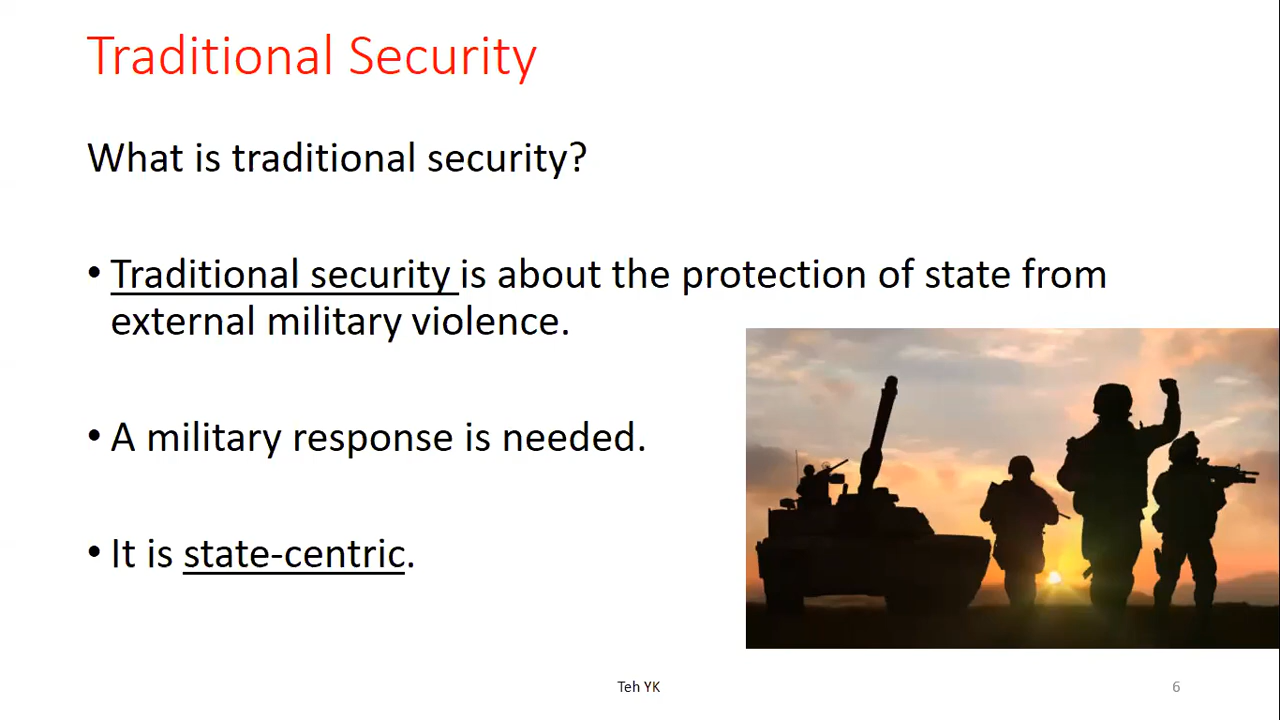 Traditional Security
What is traditional security?
• Traditional security is about the protection of state from
external military violence.
• A military response is needed.
• It is state-centric.
Teh YK
6